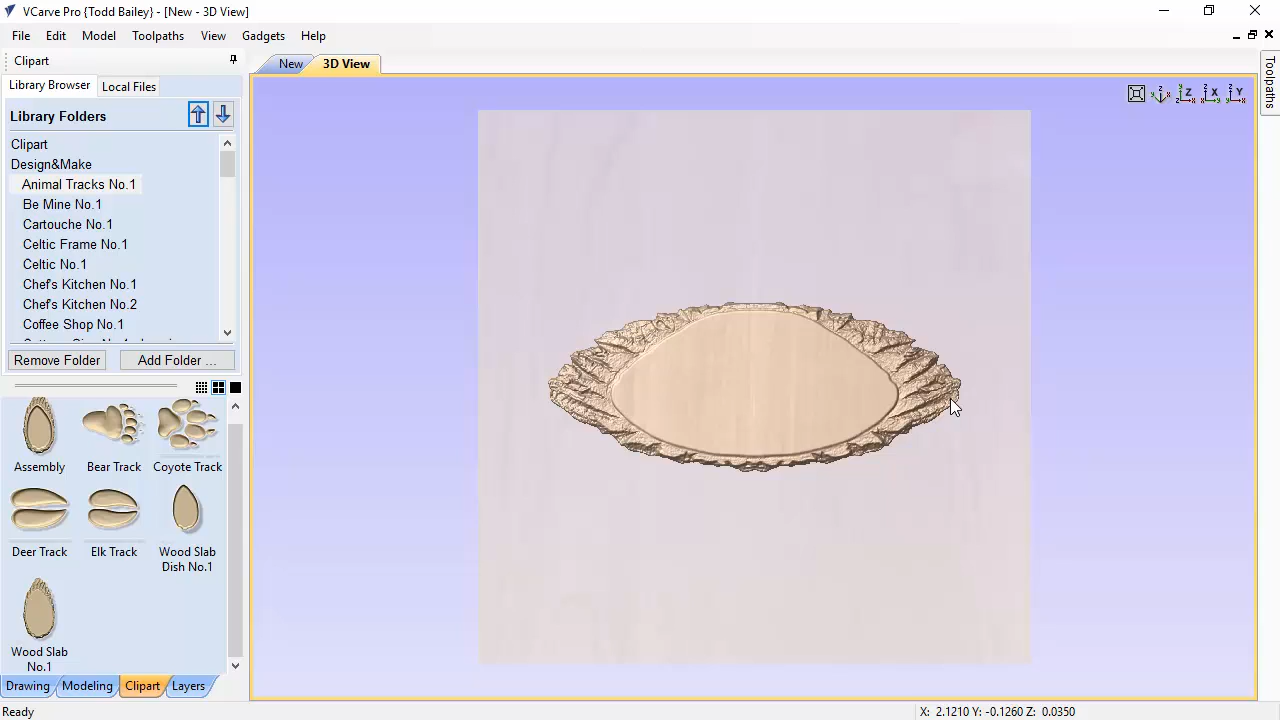 VCarve Pro {Todd Bailey} - [New - 3D View]
File Edit Model Toolpaths View Gadgets Help
Clipart
Library Browser Local Files
Library Folders
Clipart
Design&Make
Animal Tracks No.1
Be Mine No.1
Cartouche No.1
Celtic Frame No.1
Celtic No.1
Chef's Kitchen No.1
Chef's Kitchen No.2
Coffee Shop No.1
Remove Folder Add Folder ...
Assembly Bear Track Coyote Track
Deer Track Elk Track Wood Slab
Dish No.1
Wood Slab
No.1
Drawing Modeling Clipart Layers
New 3D View
Z Z X Y
Toolpaths
Ready X: 2.1210 Y: -0.1260 Z: 0.0350